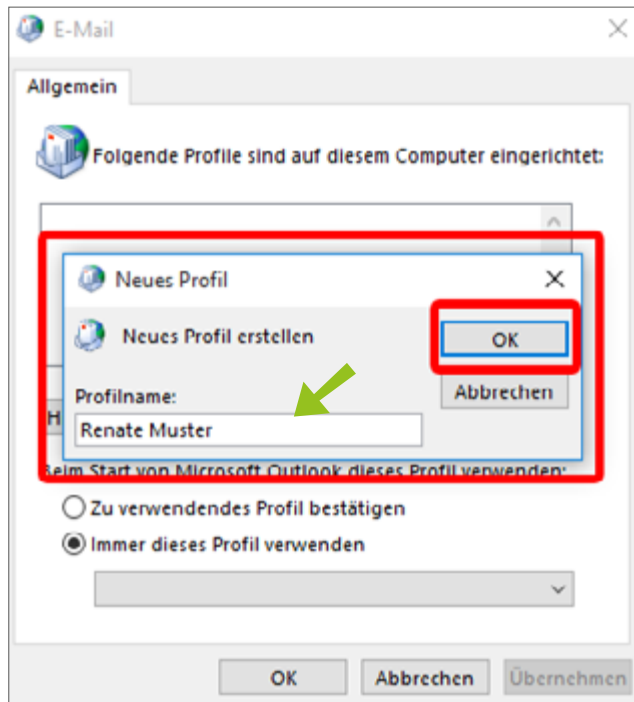 E-Mail
Allgemein
Folgende Profile sind auf diesem Computer eingerichtet:
Neues Profil
Neues Profil erstellen
OK
Abbrechen
Profilname:
H
Renate Muster
Beim Start von Microsoft Outlook dieses Profil verwenden:
Zu verwendendes Profil bestätigen
Immer dieses Profil verwenden
OK
Abbrechen
Übernehmen